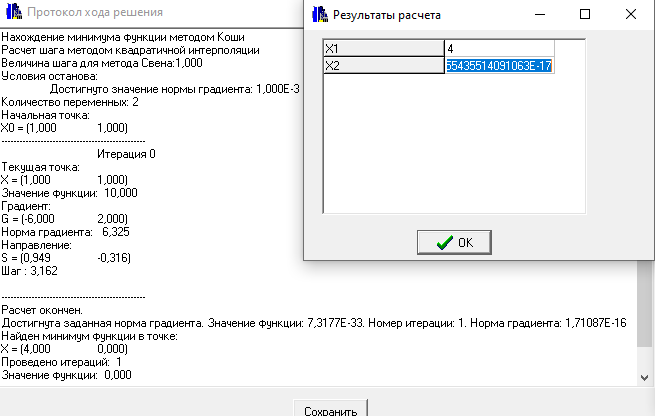 Протокол хода решения
Нахождение минимума функции методом Коши
Расчет шага методом квадратичной интерполяции
Величина шага для метода Свена:1,000
Условия останова:
Достигнуто значение нормы градиента: 1,000E-3
Количество переменных: 2
Начальная точка:
X0 = (1,000 1,000)
------------------------------------------------
Итерация 0
Текущая точка:
X = (1,000 1,000)
Значение функции: 10,000
Градиент:
G = (-6,000 2,000)
Норма градиента: 6,325
Направление:
S = (0,949 -0,316)
Шаг : 3,162
------------------------------------------------
Расчет окончен.
Достигнута заданная норма градиента. Значение функции: 7,3177E-33. Номер итерации: 1. Норма градиента: 1,71087E-16
Найден минимум функции в точке:
X = (4,000 0,000)
Проведено итераций: 1
Значение функции: 0,000
Сохранить
Результаты расчета
X1 4
X2 55435514091063E-17
OK